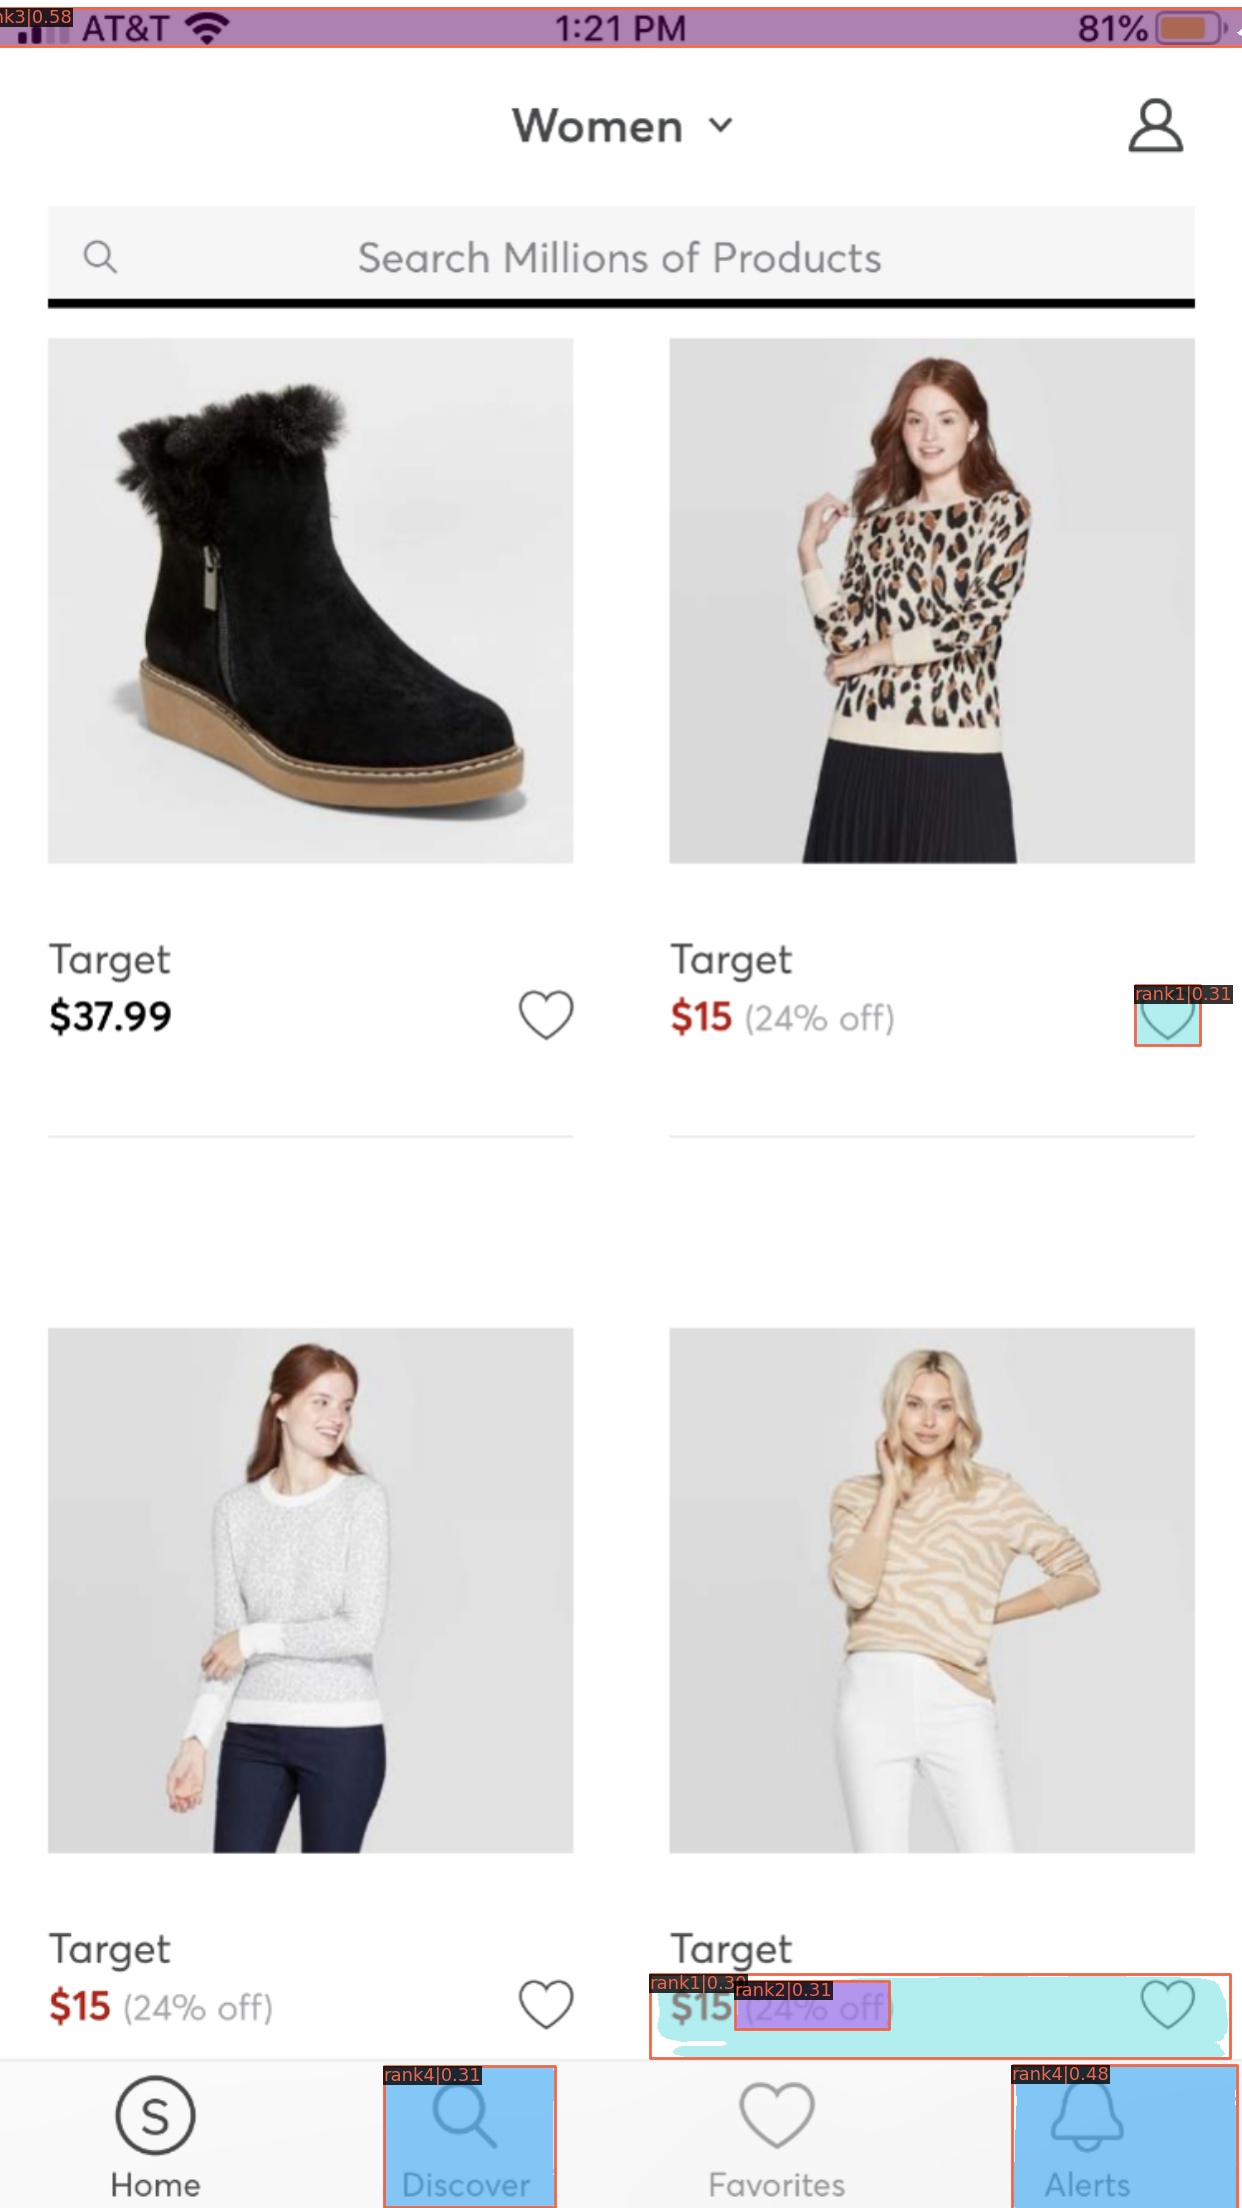 nk3|0.58
AT&T 1:21 PM 81%
Women
Search Millions of Products
Target Target
$37.99 $15 (24% off)
rank1|0.31
Target Target
rank1|0.30 rank2|0.31
$15 (24% off) $15 (24% off)
rank4|0.31 rank4|0.48
S
Home Discover Favorites Alerts